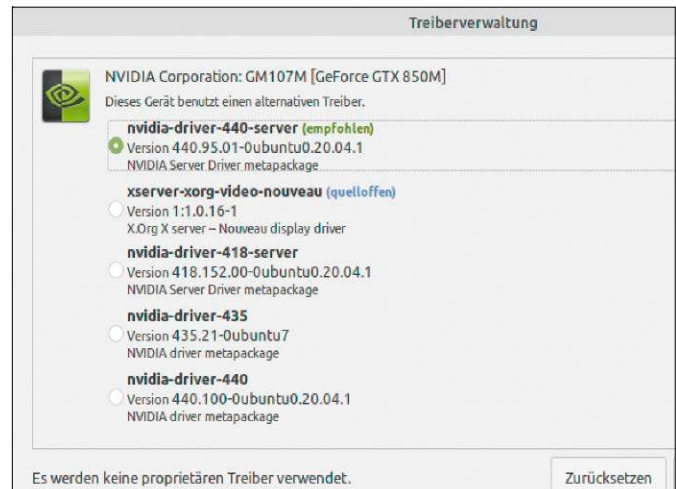 Treiberverwaltung
NVIDIA Corporation: GM107M [GeForce GTX 850M]
Dieses Gerät benutzt einen alternativen Treiber.
nvidia-driver-440-server (empfohlen)
Version 440.95.01-0ubuntu0.20.04.1
NVIDIA Server Driver metapackage
xserver-xorg-video-nouveau (quelloffen)
Version 1:1.0.16-1
X.Org X server – Nouveau display driver
nvidia-driver-418-server
Version 418.152.00-0ubuntu0.20.04.1
NVIDIA Server Driver metapackage
nvidia-driver-435
Version 435.21-0ubuntu7
NVIDIA driver metapackage
nvidia-driver-440
Version 440.100-0ubuntu0.20.04.1
NVIDIA driver metapackage
Es werden keine proprietären Treiber verwendet.
Zurücksetzen